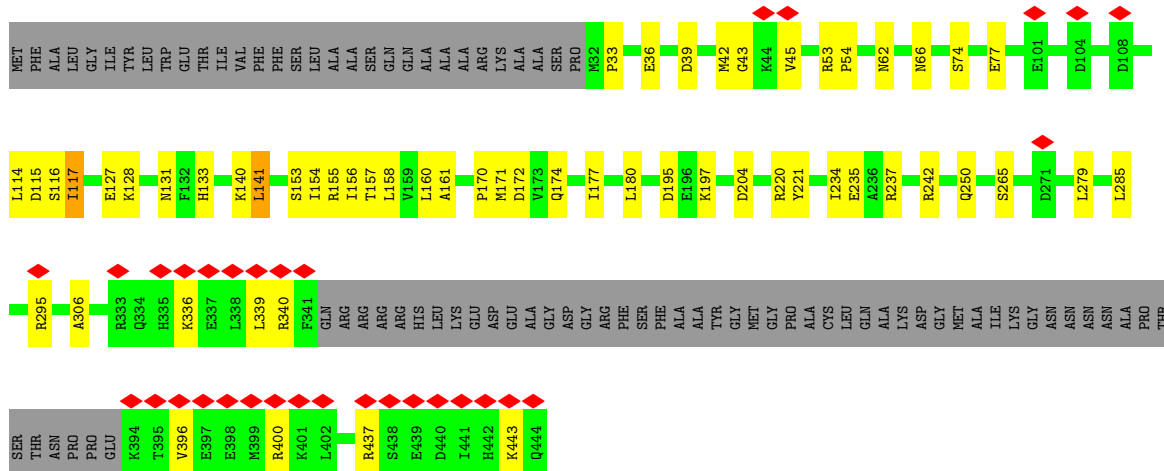 MET PHE ALA LEU GLY ILE TYR LEU TRP GLU THR ILE VAL PHE PHE SER LEU ALA ALA SER GLN GLN ALA ALA ALA ARG LYS ALA ALA SER PRO M32 P33 E36 D39 M42 G43 K44 V45 R53 P54 N62 N66 S74 E77 E101 D104 D108
L114 D115 S116 I117 E127 K128 N131 F132 H133 K140 L141 S153 I154 R155 I156 T157 L158 V159 L160 A161 P170 M171 D172 V173 Q174 I177 L180 D195 E196 K197 D204 R220 Y221 I234 E235 A236 R237 R242 Q250 S265 D271 L279 L285
R295 A306 R333 Q334 H335 K336 E337 L338 L339 R340 F341 GLN ARG ARG ARG ARG HIS LEU LYS GLU ASP GLU ALA GLY ASP GLY ARG PHE SER PHE ALA ALA TYR GLY MET GLY PRO ALA CYS LEU GLN ALA LYS ASP GLY MET ALA ILE LYS GLY ASN ASN ASN ASN ALA PRO THR
SER THR ASN PRO PRO GLU K394 T395 V396 E397 E398 M399 R400 K401 L402 R437 S438 E439 D440 I441 H442 K443 Q444